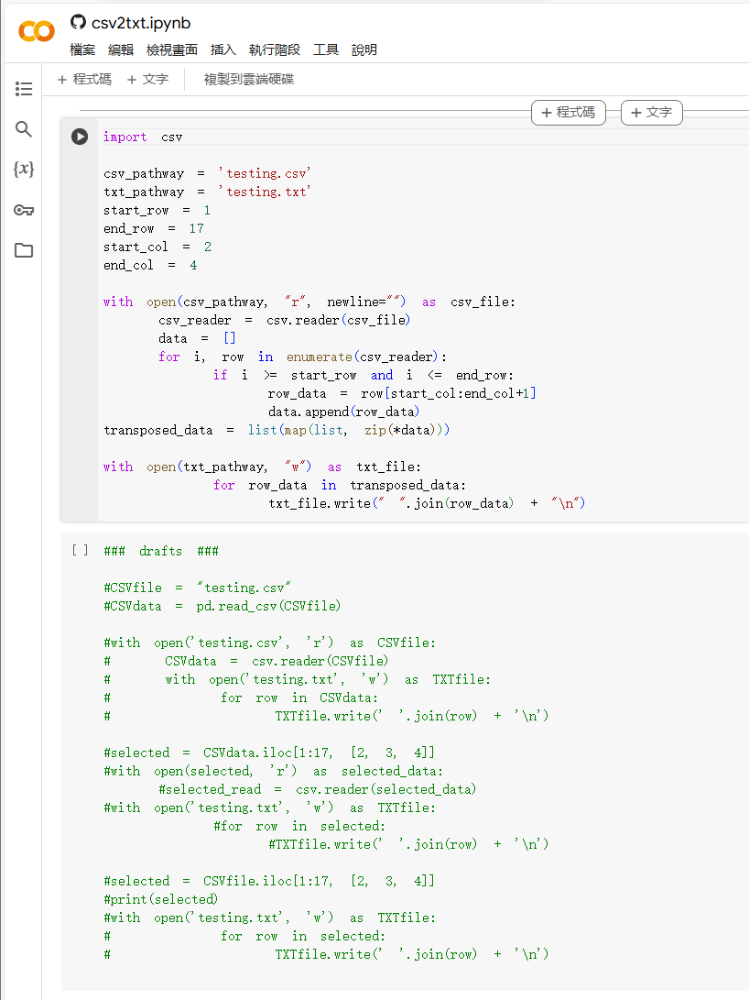 csv2txt.ipynb
檔案 編輯 檢視畫面 插入 執行階段 工具 說明
+ 程式碼 + 文字 複製到雲端硬碟
+ 程式碼 + 文字
import csv
csv_pathway = 'testing.csv'
txt_pathway = 'testing.txt'
start_row = 1
end_row = 17
start_col = 2
end_col = 4
with open(csv_pathway, "r", newline="") as csv_file:
csv_reader = csv.reader(csv_file)
data = []
for i, row in enumerate(csv_reader):
if i >= start_row and i <= end_row:
row_data = row[start_col:end_col+1]
data.append(row_data)
transposed_data = list(map(list, zip(*data)))
with open(txt_pathway, "w") as txt_file:
for row_data in transposed_data:
txt_file.write(" ".join(row_data) + "\n")
[ ] ### drafts ###
#CSVfile = "testing.csv"
#CSVdata = pd.read_csv(CSVfile)
#with open('testing.csv', 'r') as CSVfile:
# CSVdata = csv.reader(CSVfile)
# with open('testing.txt', 'w') as TXTfile:
# for row in CSVdata:
# TXTfile.write(' '.join(row) + '\n')
#selected = CSVdata.iloc[1:17, [2, 3, 4]]
#with open(selected, 'r') as selected_data:
#selected_read = csv.reader(selected_data)
#with open('testing.txt', 'w') as TXTfile:
#for row in selected:
#TXTfile.write(' '.join(row) + '\n')
#selected = CSVfile.iloc[1:17, [2, 3, 4]]
#print(selected)
#with open('testing.txt', 'w') as TXTfile:
# for row in selected:
# TXTfile.write(' '.join(row) + '\n')